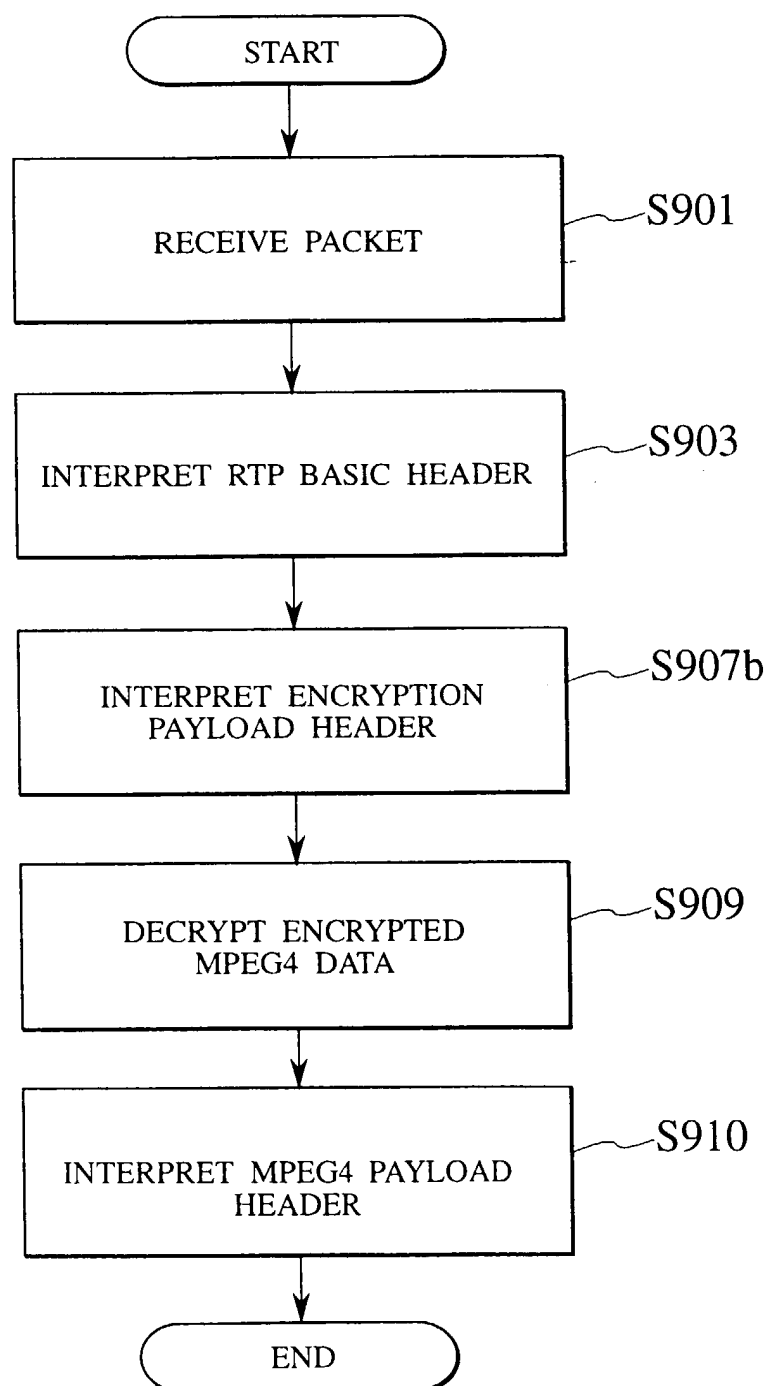 START
RECEIVE PACKET
S901
INTERPRET RTP BASIC HEADER
S903
INTERPRET ENCRYPTION
PAYLOAD HEADER
S907b
DECRYPT ENCRYPTED
MPEG4 DATA
S909
INTERPRET MPEG4 PAYLOAD
HEADER
S910
END